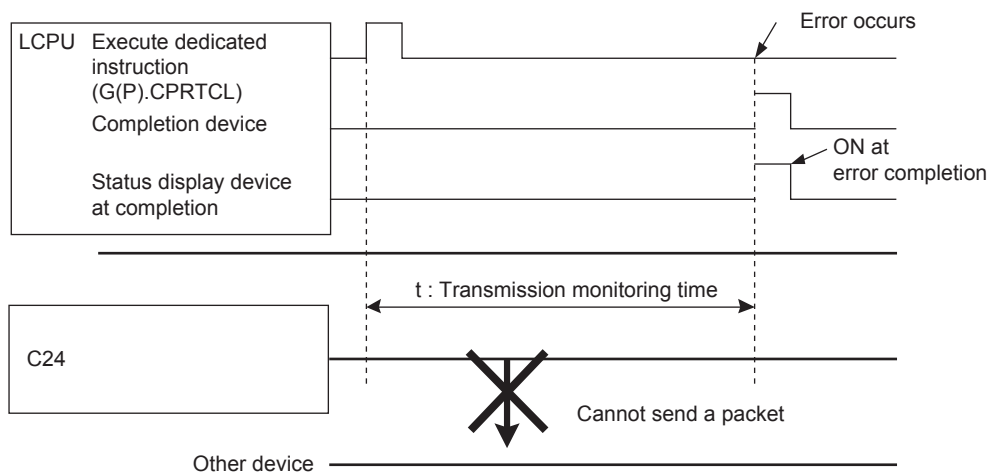 Error occurs
LCPU Execute dedicated
instruction
(G(P).CPRTCL)
Completion device
ON at
error completion
Status display device
at completion
t : Transmission monitoring time
C24
Cannot send a packet
Other device